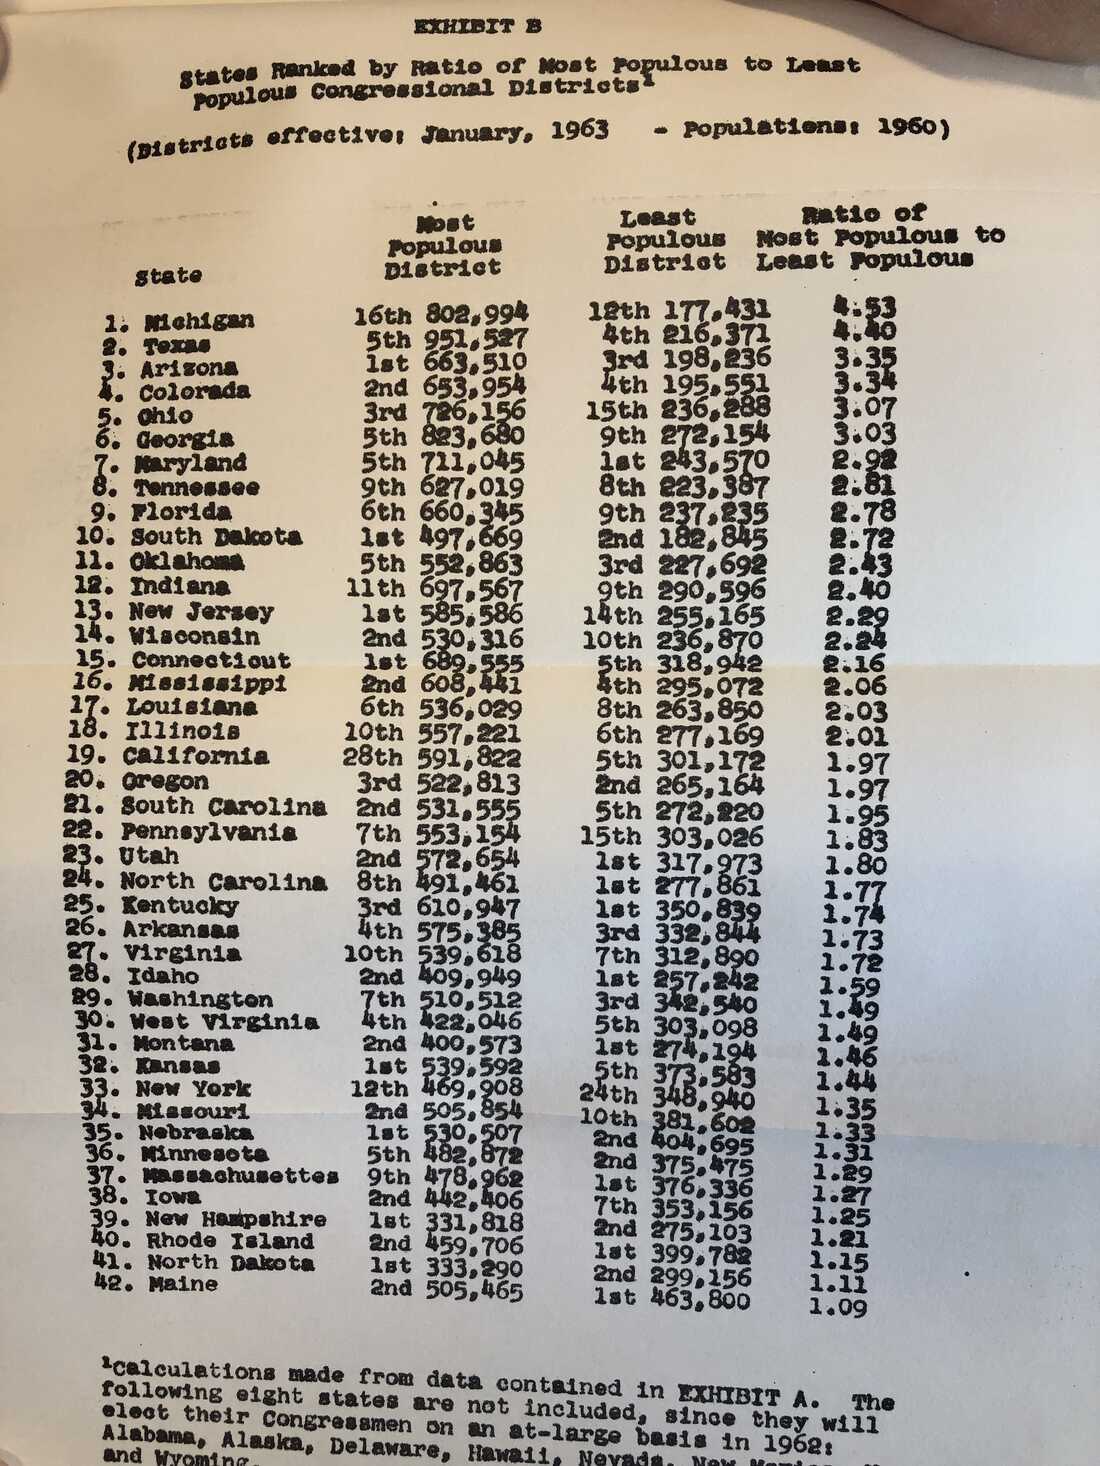 EXHIBIT B
States Ranked by Ratio of Most Populous to Least
Populous Congressional Districts¹
(Districts effective: January, 1963 - Populations: 1960)
State Most Populous District Least Populous District Ratio of Most Populous to Least Populous
1. Michigan 16th 802,994 12th 177,431 4.53
2. Texas 5th 951,527 4th 216,371 4.40
3. Arizona 1st 663,510 3rd 198,236 3.35
4. Colorada 2nd 653,954 4th 195,551 3.34
5. Ohio 3rd 726,156 15th 236,288 3.07
6. Georgia 5th 823,680 9th 272,154 3.03
7. Maryland 5th 711,045 1st 243,570 2.92
8. Tennessee 9th 627,019 8th 223,387 2.81
9. Florida 6th 660,345 9th 237,235 2.78
10. South Dakota 1st 497,669 2nd 182,845 2.72
11. Oklahoma 5th 552,863 3rd 227,692 2.43
12. Indiana 11th 697,567 9th 290,596 2.40
13. New Jersey 1st 585,586 14th 255,165 2.29
14. Wisconsin 2nd 530,316 10th 236,870 2.24
15. Connecticut 1st 689,555 5th 318,942 2.16
16. Mississippi 2nd 608,441 4th 295,072 2.06
17. Louisiana 6th 536,029 8th 263,850 2.03
18. Illinois 10th 557,221 6th 277,169 2.01
19. California 28th 591,822 5th 301,172 1.97
20. Oregon 3rd 522,813 2nd 265,164 1.97
21. South Carolina 2nd 531,555 5th 272,220 1.95
22. Pennsylvania 7th 553,154 15th 303,026 1.83
23. Utah 2nd 572,654 1st 317,973 1.80
24. North Carolina 8th 491,461 1st 277,861 1.77
25. Kentucky 3rd 610,947 1st 350,839 1.74
26. Arkansas 4th 575,385 3rd 332,844 1.73
27. Virginia 10th 539,618 7th 312,890 1.72
28. Idaho 2nd 409,949 1st 257,242 1.59
29. Washington 7th 510,512 3rd 342,540 1.49
30. West Virginia 4th 422,046 5th 303,098 1.49
31. Montana 2nd 400,573 1st 274,194 1.46
32. Kansas 1st 539,592 5th 373,583 1.44
33. New York 12th 469,908 24th 348,940 1.35
34. Missouri 2nd 505,854 10th 381,602 1.33
35. Nebraska 1st 530,507 2nd 404,695 1.31
36. Minnesota 5th 482,872 2nd 375,475 1.29
37. Massachusettes 9th 478,962 1st 376,336 1.27
38. Iowa 2nd 442,406 7th 353,156 1.25
39. New Hampshire 1st 331,818 2nd 275,103 1.21
40. Rhode Island 2nd 459,706 1st 399,782 1.15
41. North Dakota 1st 333,290 2nd 299,156 1.11
42. Maine 2nd 505,465 1st 463,800 1.09
¹Calculations made from data contained in EXHIBIT A. The
following eight states are not included, since they will
elect their Congressmen on an at-large basis in 1962:
Alabama, Alaska, Delaware, Hawaii, Nevada, New
and Wyoming.